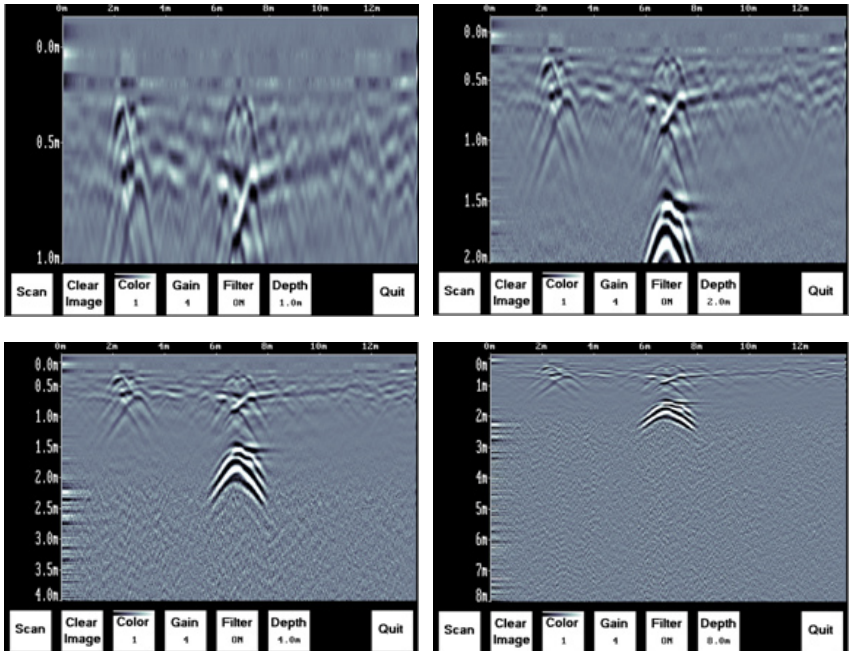 0m 2m 4m 6m 8m 10m 12m
0.0m
0.5m
1.0m
Scan Clear Image Color 1 Gain 4 Filter ON Depth 1.0m Quit
0m 2m 4m 6m 8m 10m 12m
0.0m
0.5m
1.0m
1.5m
2.0m
Scan Clear Image Color 1 Gain 4 Filter ON Depth 2.0m Quit
0m 2m 4m 6m 8m 10m 12m
0.0m
0.5m
1.0m
1.5m
2.0m
2.5m
3.0m
3.5m
4.0m
Scan Clear Image Color 1 Gain 4 Filter ON Depth 4.0m Quit
0m 2m 4m 6m 8m 10m 12m
0m
1m
2m
3m
4m
5m
6m
7m
8m
Scan Clear Image Color 1 Gain 4 Filter ON Depth 8.0m Quit